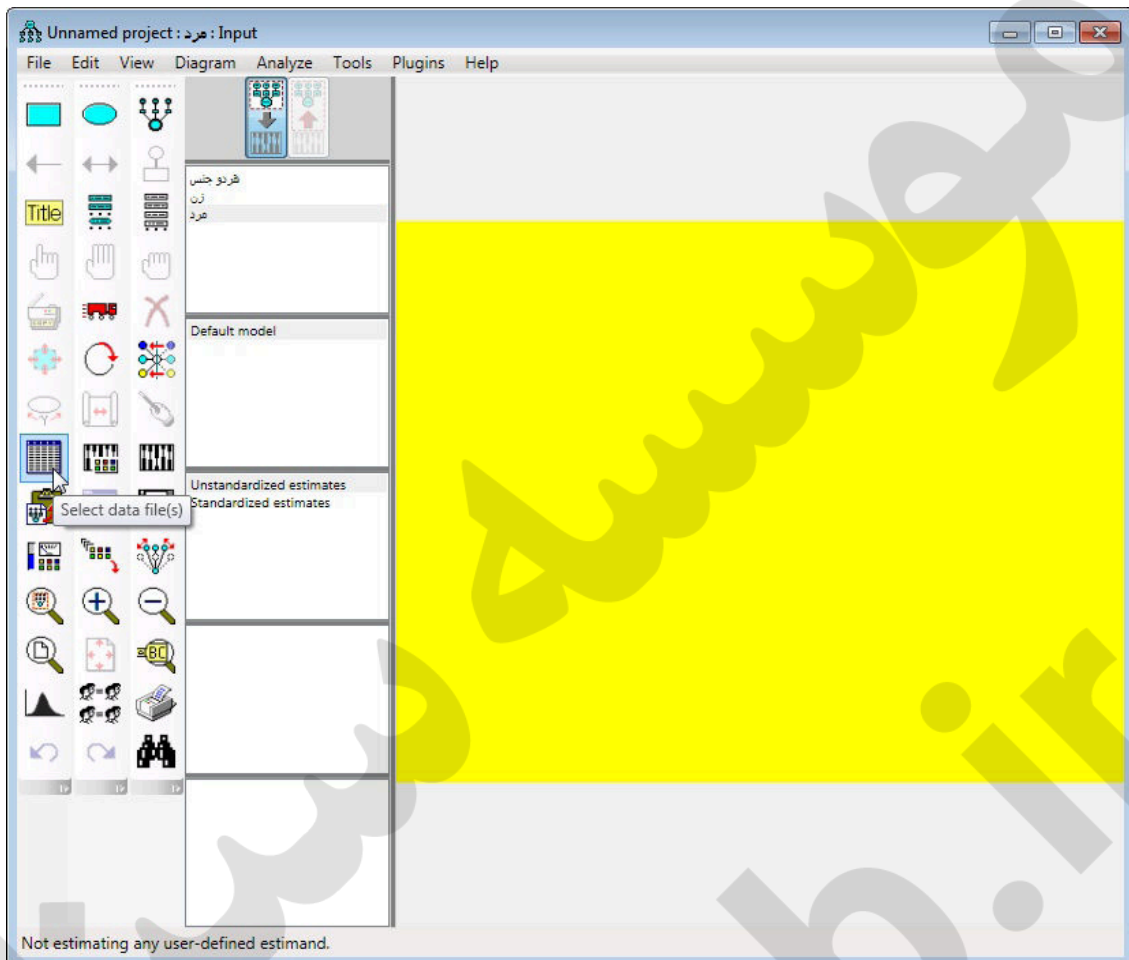 Unnamed project : مرد : Input
File Edit View Diagram Analyze Tools Plugins Help
هردو جنس
زن
مرد
Title
Default model
Unstandardized estimates
Standardized estimates
Select data file(s)
Not estimating any user-defined estimand.